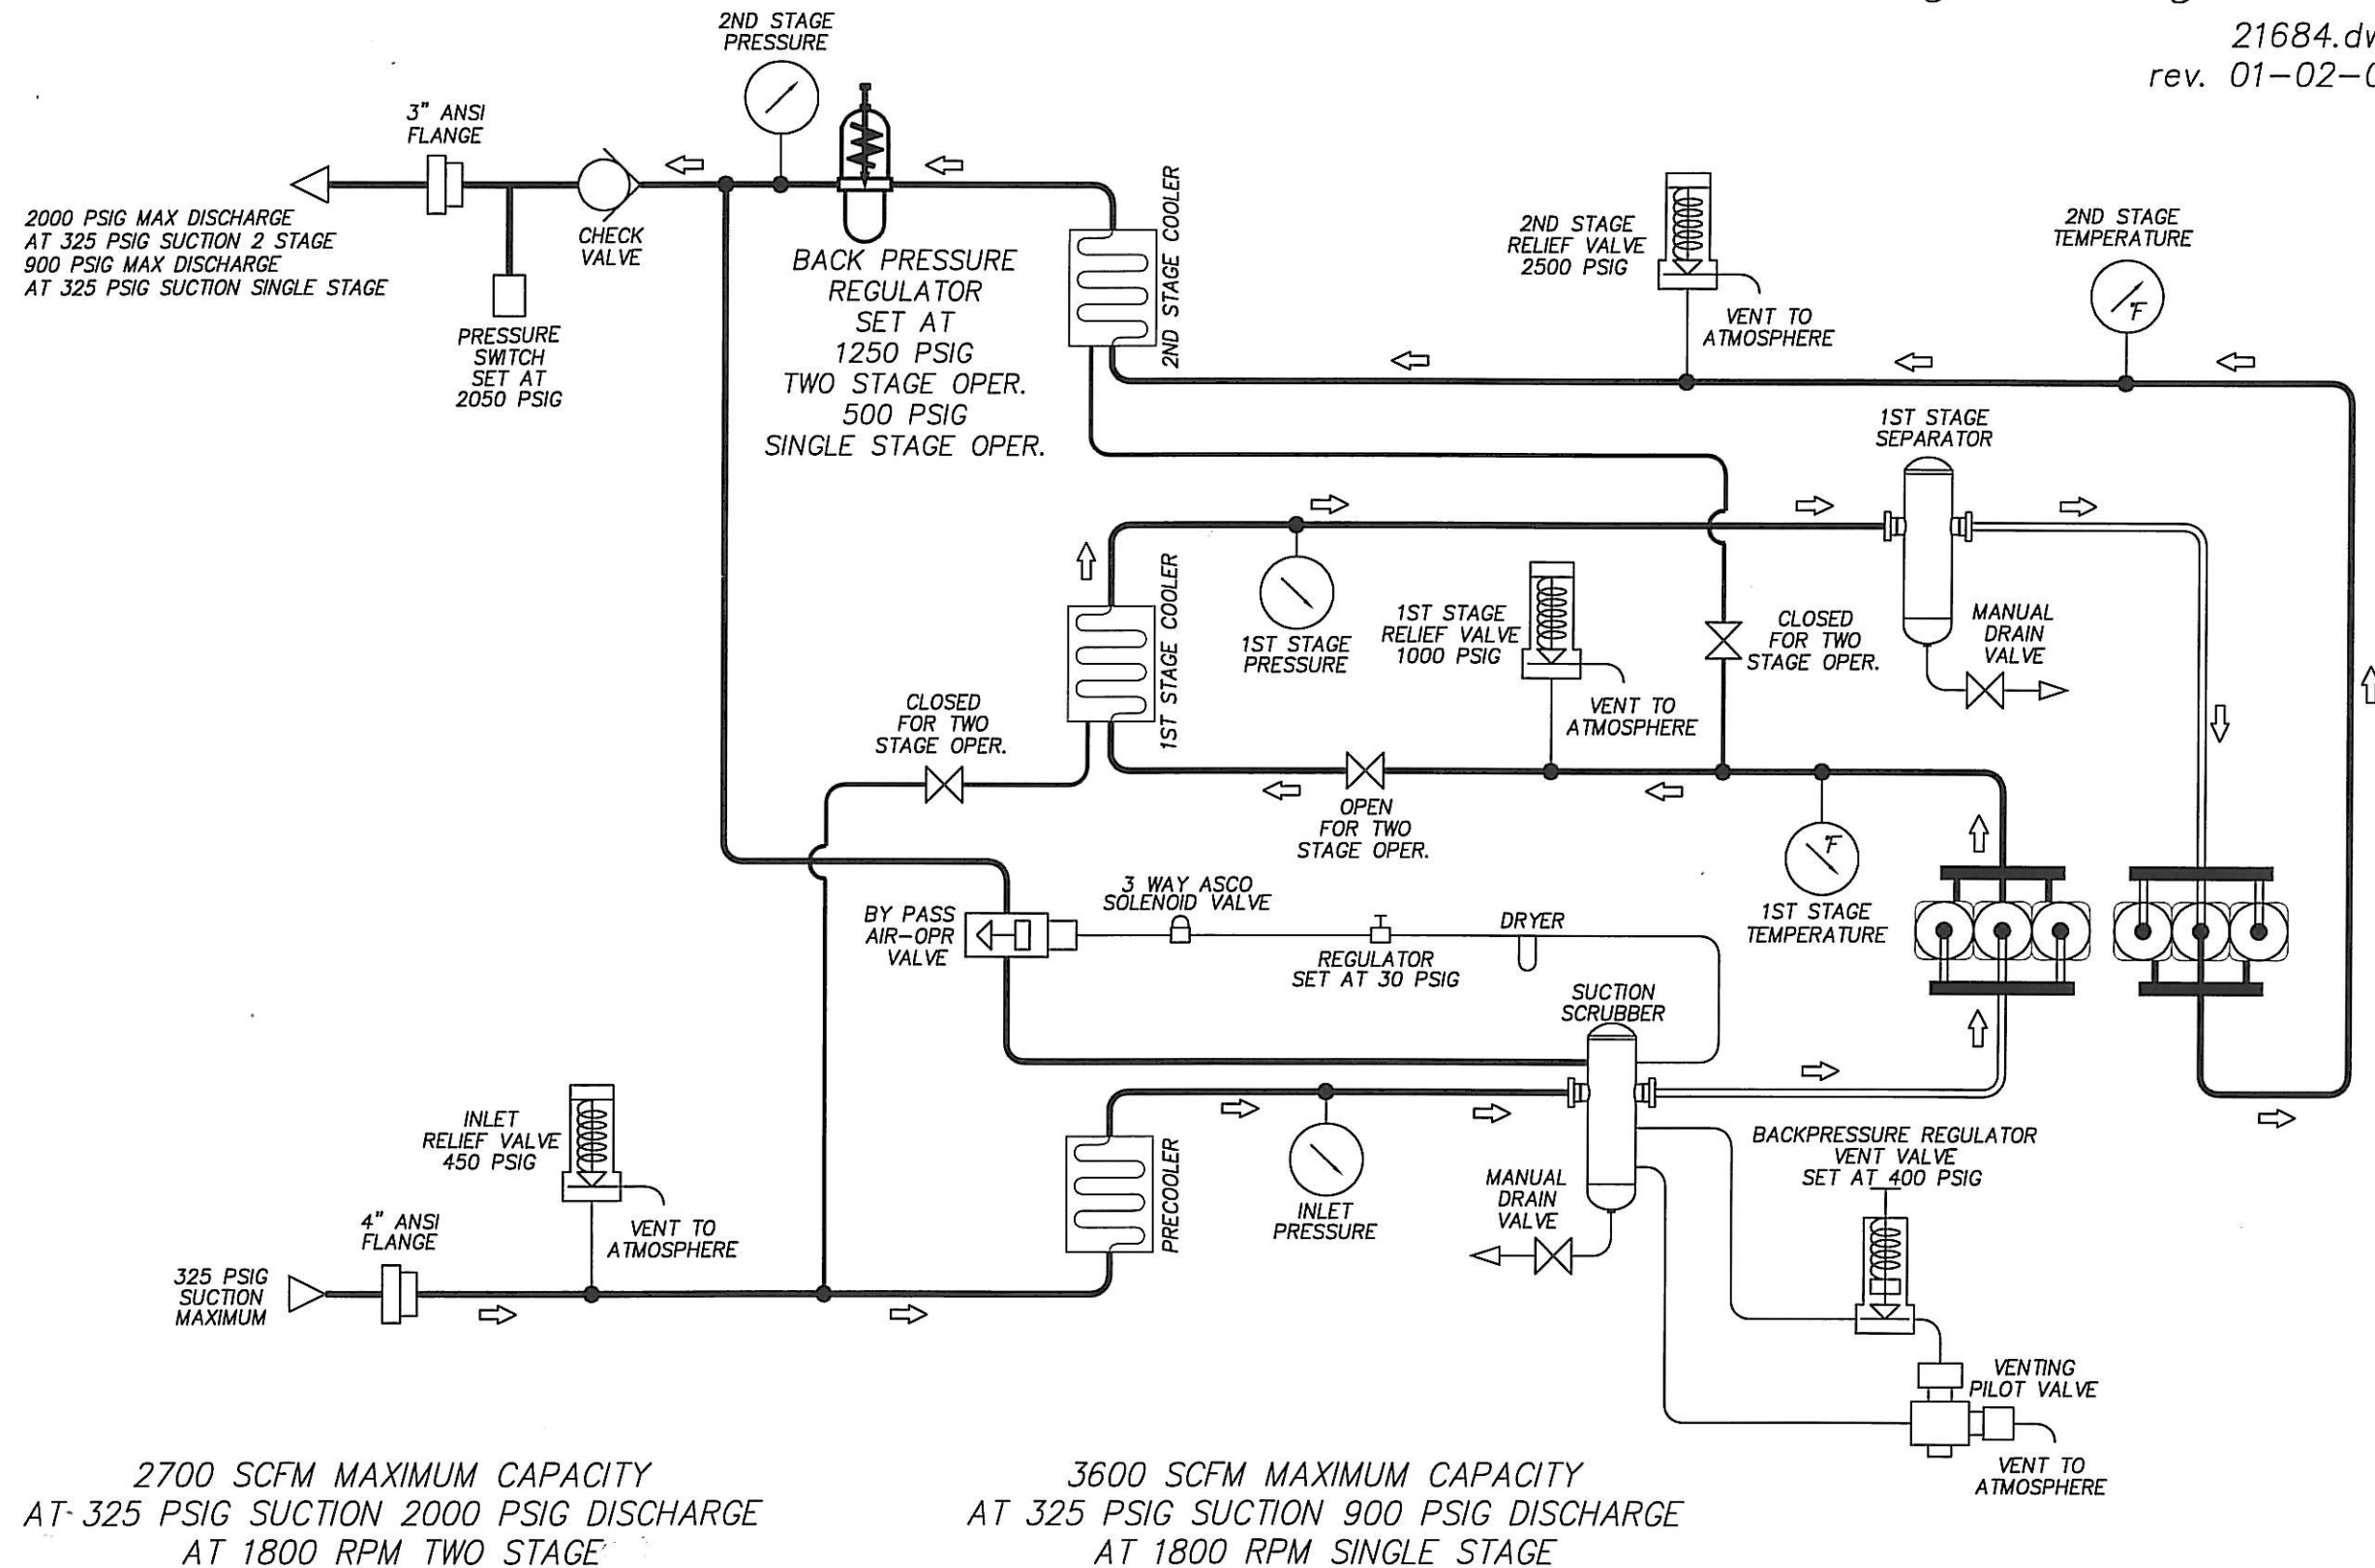 21684.dw
rev. 01-02-0
2ND STAGE
PRESSURE
3" ANSI
FLANGE
2000 PSIG MAX DISCHARGE
AT 325 PSIG SUCTION 2 STAGE
900 PSIG MAX DISCHARGE
AT 325 PSIG SUCTION SINGLE STAGE
CHECK
VALVE
PRESSURE
SWITCH
SET AT
2050 PSIG
BACK PRESSURE
REGULATOR
SET AT
1250 PSIG
TWO STAGE OPER.
500 PSIG
SINGLE STAGE OPER.
2ND STAGE COOLER
2ND STAGE
RELIEF VALVE
2500 PSIG
VENT TO
ATMOSPHERE
2ND STAGE
TEMPERATURE
°F
1ST STAGE
SEPARATOR
1ST STAGE COOLER
1ST STAGE
PRESSURE
1ST STAGE
RELIEF VALVE
1000 PSIG
VENT TO
ATMOSPHERE
CLOSED
FOR TWO
STAGE OPER.
MANUAL
DRAIN
VALVE
CLOSED
FOR TWO
STAGE OPER.
OPEN
FOR TWO
STAGE OPER.
°F
1ST STAGE
TEMPERATURE
BY PASS
AIR-OPR
VALVE
3 WAY ASCO
SOLENOID VALVE
REGULATOR
SET AT 30 PSIG
DRYER
SUCTION
SCRUBBER
INLET
RELIEF VALVE
450 PSIG
VENT TO
ATMOSPHERE
4" ANSI
FLANGE
325 PSIG
SUCTION
MAXIMUM
PRECOOLER
INLET
PRESSURE
MANUAL
DRAIN
VALVE
BACKPRESSURE REGULATOR
VENT VALVE
SET AT 400 PSIG
VENTING
PILOT VALVE
VENT TO
ATMOSPHERE
2700 SCFM MAXIMUM CAPACITY
AT 325 PSIG SUCTION 2000 PSIG DISCHARGE
AT 1800 RPM TWO STAGE
3600 SCFM MAXIMUM CAPACITY
AT 325 PSIG SUCTION 900 PSIG DISCHARGE
AT 1800 RPM SINGLE STAGE